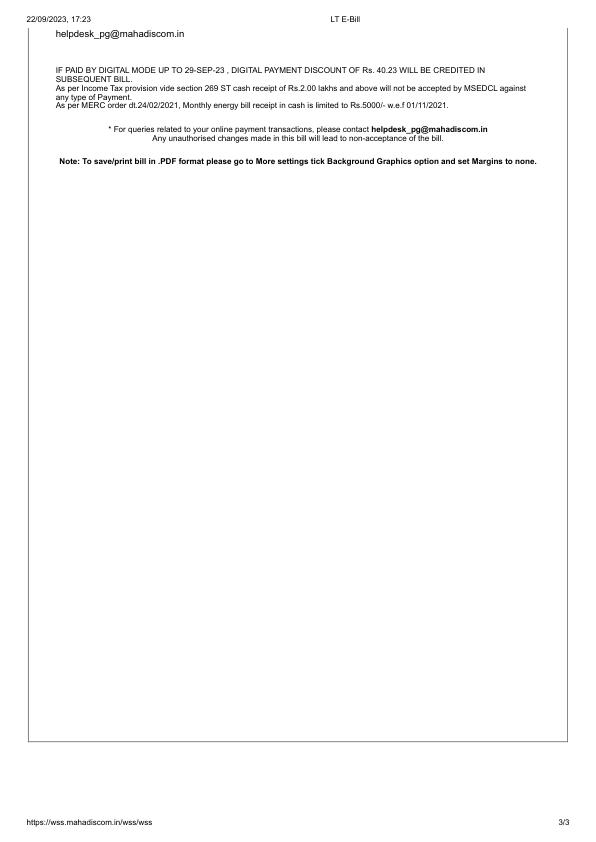 22/09/2023, 17:23 LT E-Bill
helpdesk_pg@mahadiscom.in
IF PAID BY DIGITAL MODE UP TO 29-SEP-23 , DIGITAL PAYMENT DISCOUNT OF Rs. 40.23 WILL BE CREDITED IN
SUBSEQUENT BILL.
As per Income Tax provision vide section 269 ST cash receipt of Rs.2.00 lakhs and above will not be accepted by MSEDCL against
any type of Payment.
As per MERC order dt.24/02/2021, Monthly energy bill receipt in cash is limited to Rs.5000/- w.e.f 01/11/2021.
* For queries related to your online payment transactions, please contact helpdesk_pg@mahadiscom.in
Any unauthorised changes made in this bill will lead to non-acceptance of the bill.
Note: To save/print bill in .PDF format please go to More settings tick Background Graphics option and set Margins to none.
https://wss.mahadiscom.in/wss/wss 3/3